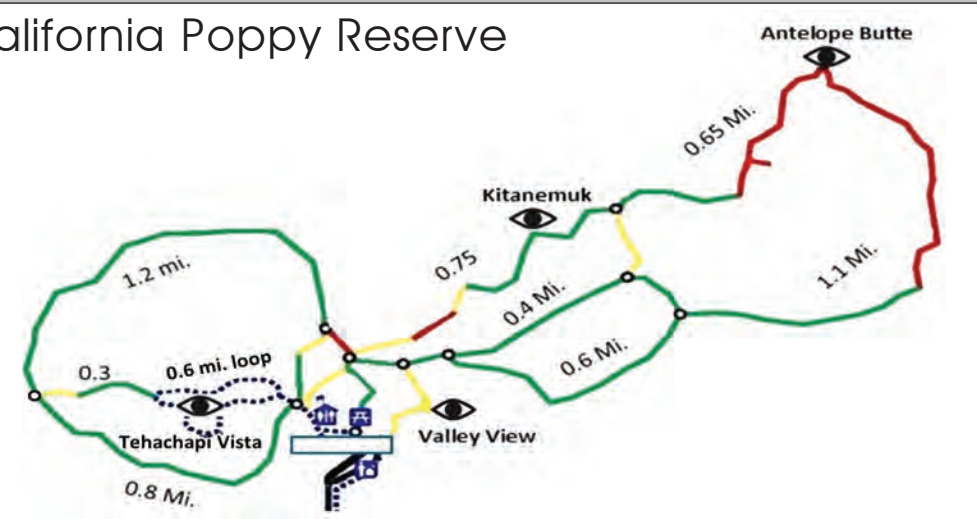 alifornia Poppy Reserve
Antelope Butte
0.65 Mi.
Kitanemuk
0.75
1.2 mi.
0.4 Mi.
1.1 Mi.
0.6 Mi.
0.3
0.6 mi. loop
Tehachapi Vista
Valley View
0.8 Mi.